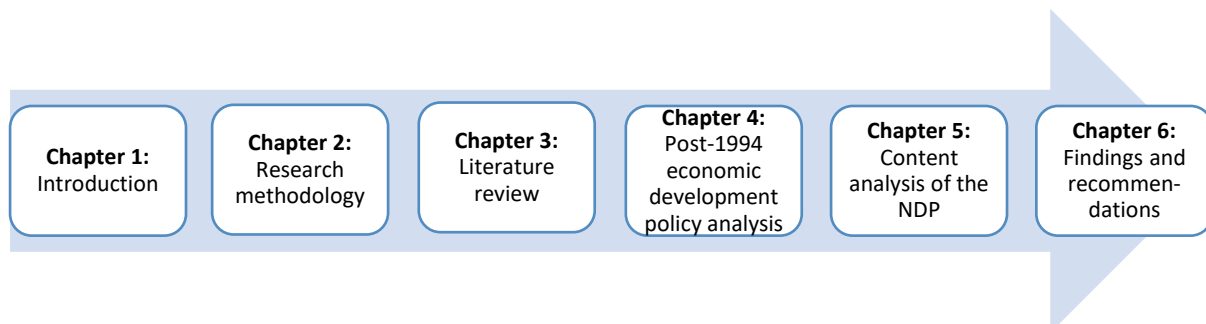 Chapter 1:
Introduction
Chapter 2:
Research
methodology
Chapter 3:
Literature
review
Chapter 4:
Post-1994
economic
development
policy analysis
Chapter 5:
Content
analysis of the
NDP
Chapter 6:
Findings and
recommen-
dations